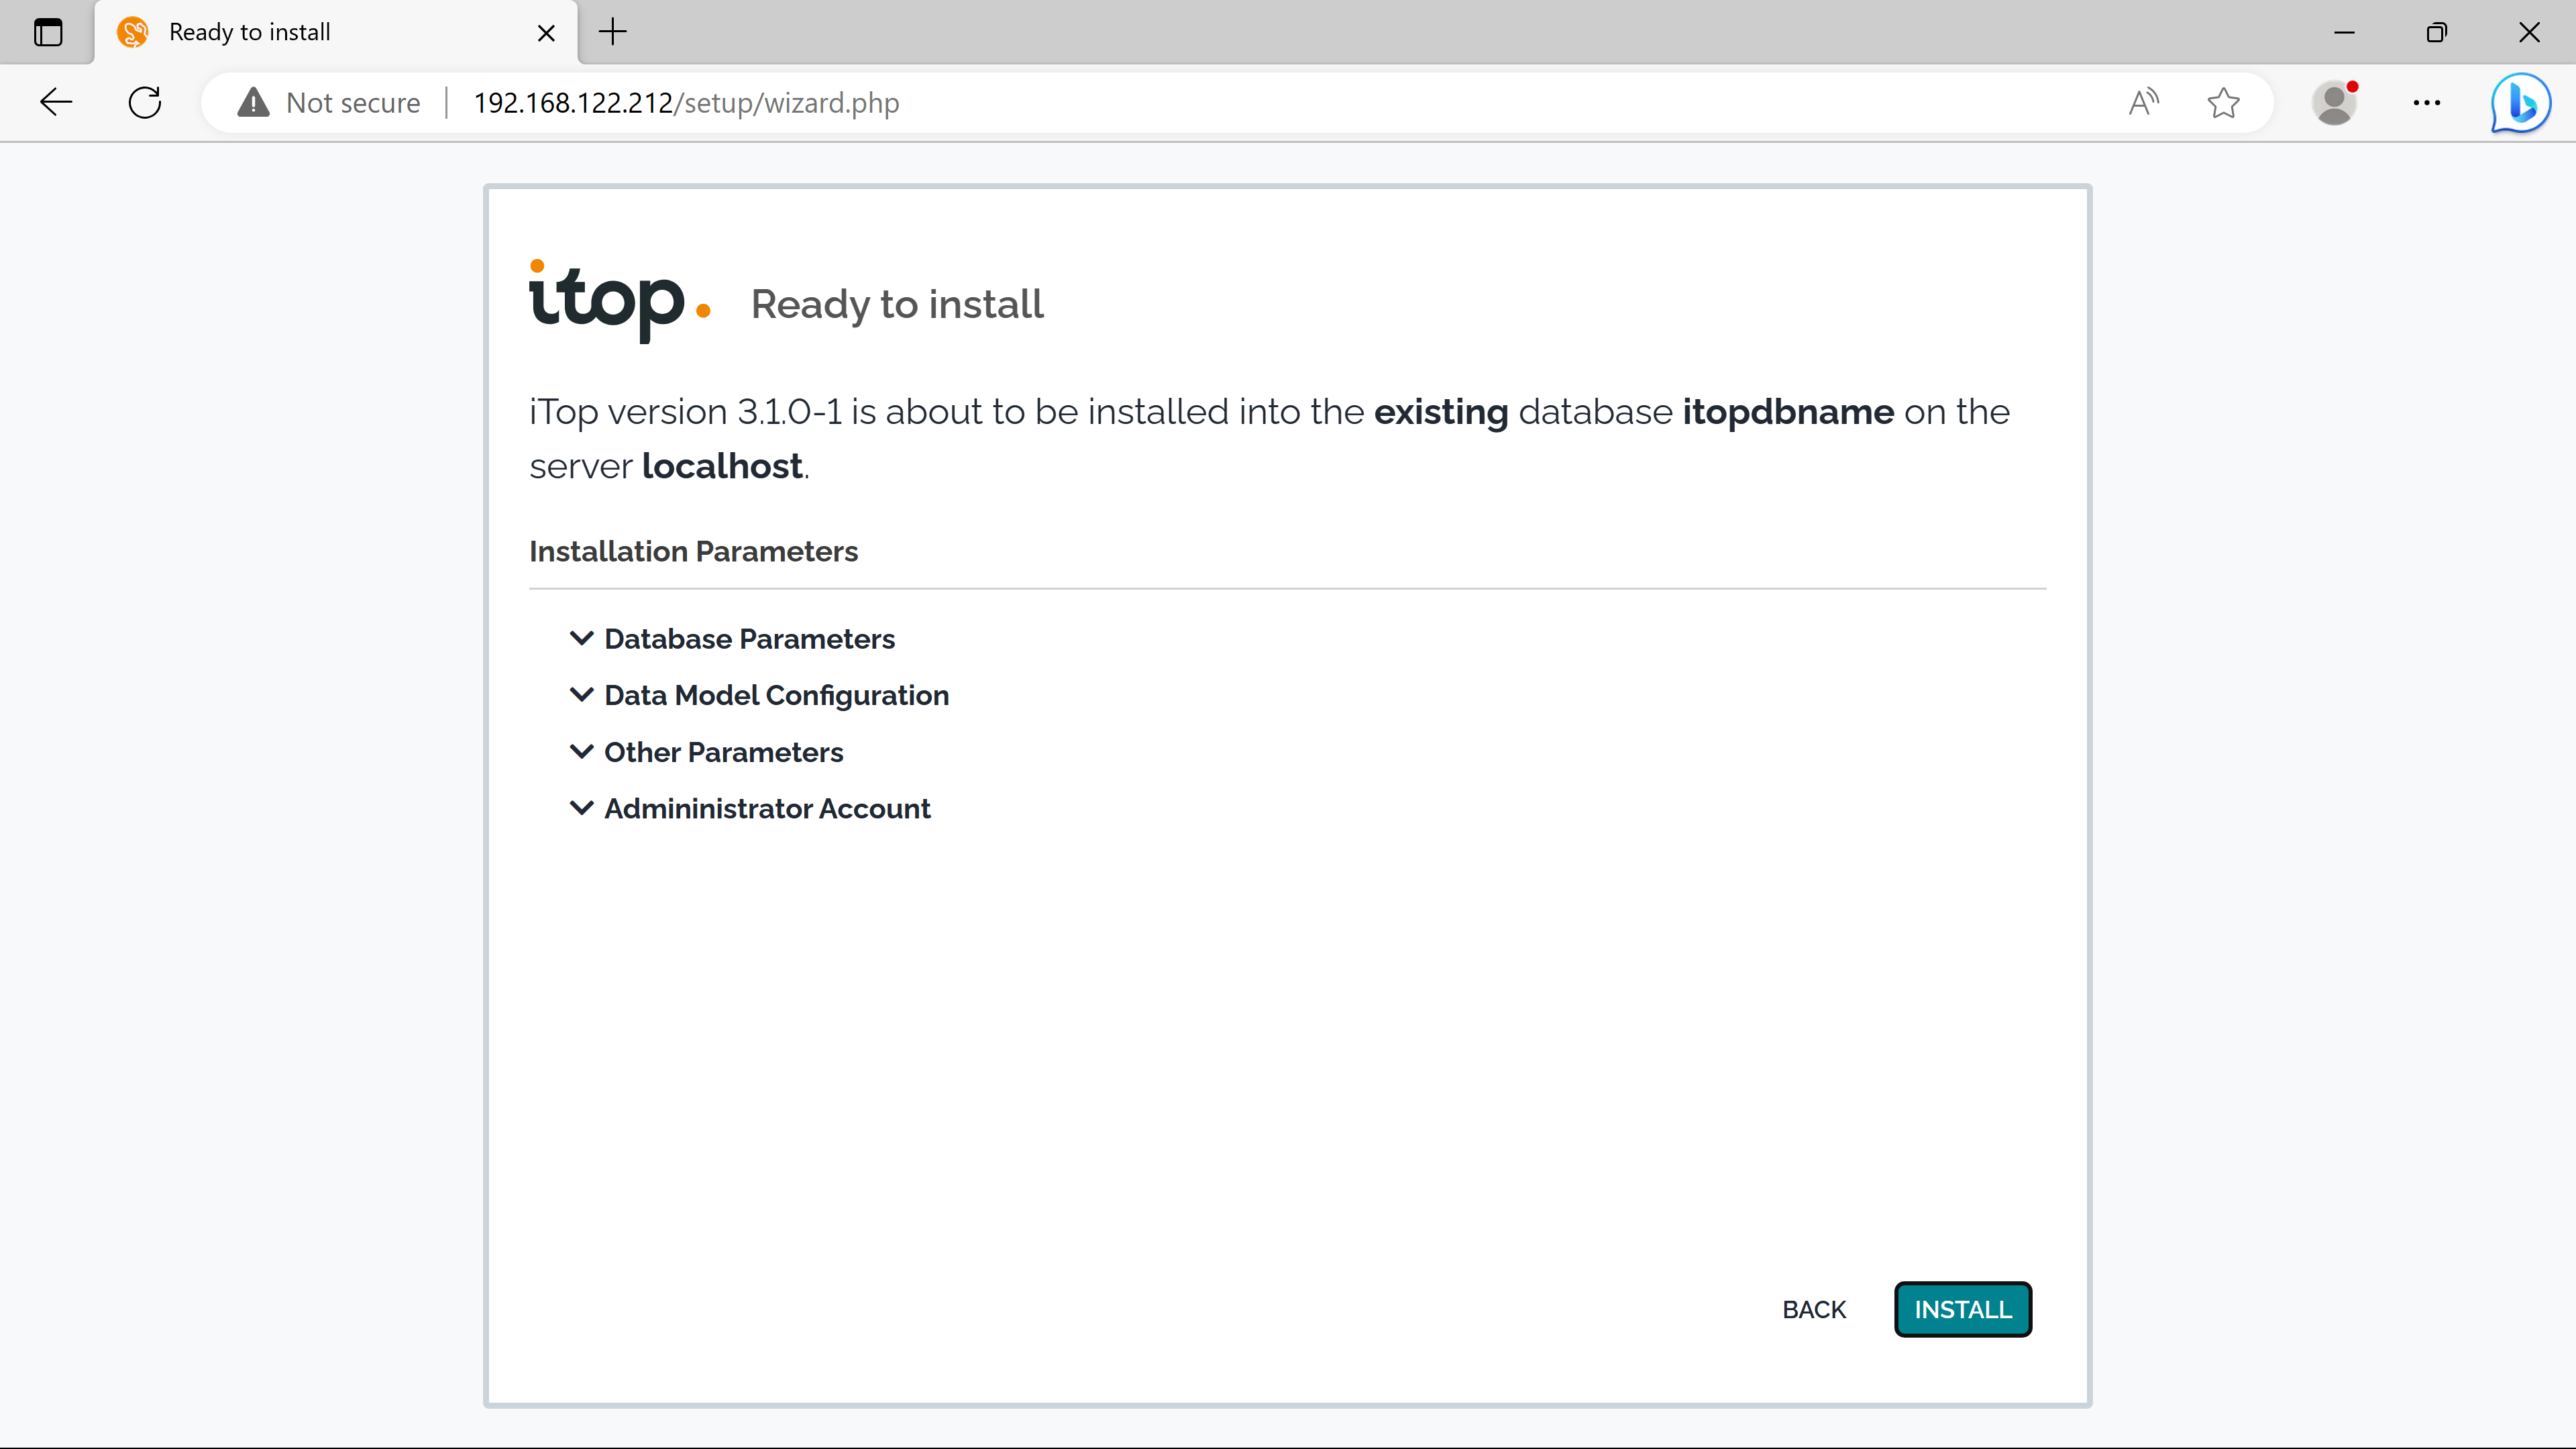 Ready to install
Not secure
192.168.122.212/setup/wizard.php
itop. Ready to install
iTop version 3.1.0-1 is about to be installed into the existing database itopdbname on the
server localhost.
Installation Parameters
Database Parameters
Data Model Configuration
Other Parameters
Admininistrator Account
BACK INSTALL